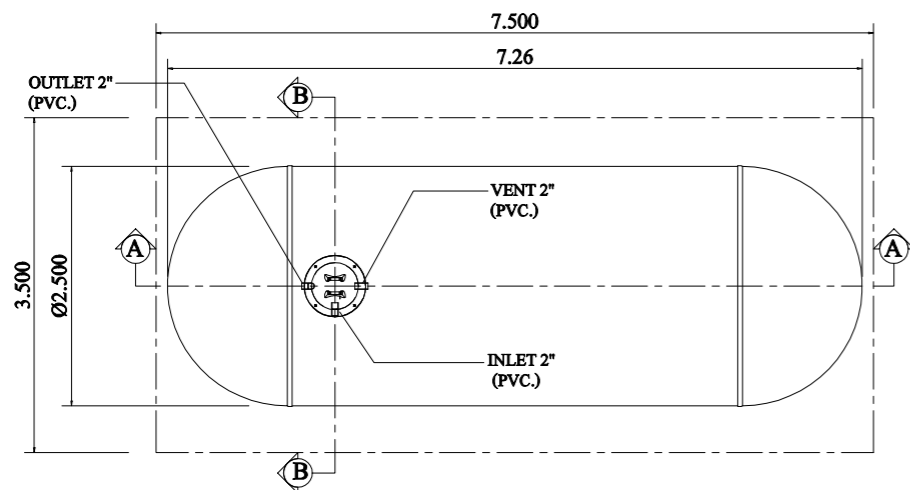 7.500
7.26
OUTLET 2"
(PVC.)
B
VENT 2"
(PVC.)
A
A
3.500
Ø2.500
INLET 2"
(PVC.)
B